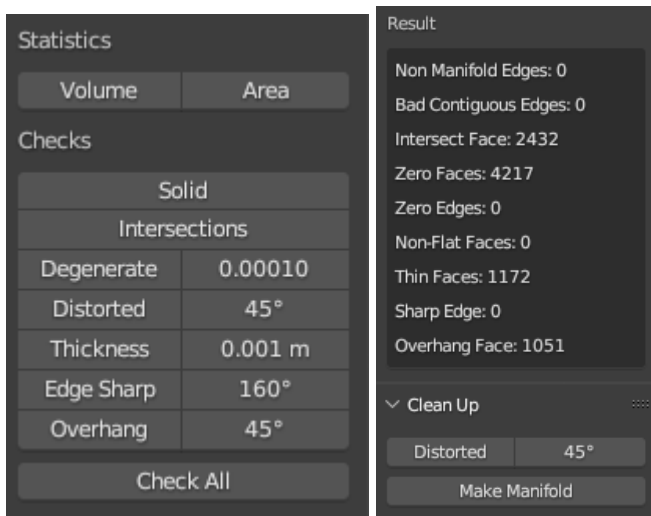 Statistics
Volume Area
Checks
Solid
Intersections
Degenerate 0.00010
Distorted 45°
Thickness 0.001 m
Edge Sharp 160°
Overhang 45°
Check All
Result
Non Manifold Edges: 0
Bad Contiguous Edges: 0
Intersect Face: 2432
Zero Faces: 4217
Zero Edges: 0
Non-Flat Faces: 0
Thin Faces: 1172
Sharp Edge: 0
Overhang Face: 1051
Clean Up
Distorted 45°
Make Manifold